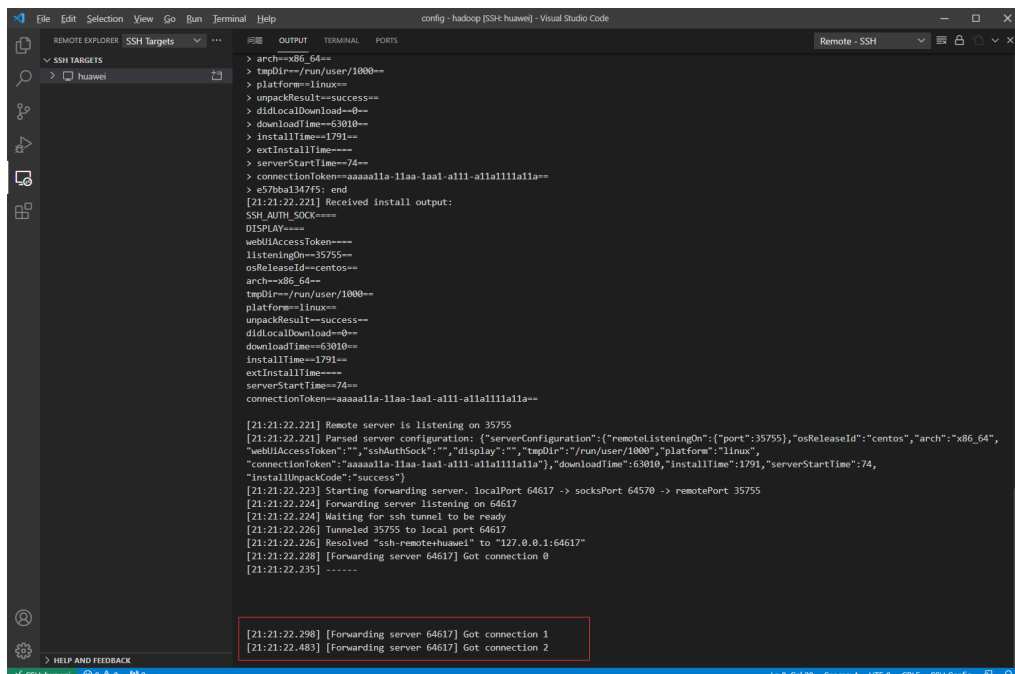 File Edit Selection View Go Run Terminal Help config - hadoop [SSH: huawei] - Visual Studio Code
REMOTE EXPLORER SSH Targets
问题 OUTPUT TERMINAL PORTS Remote - SSH
SSH TARGETS
huawei
> arch==x86_64==
> tmpDir==/run/user/1000==
> platform==linux==
> unpackResult==success==
> didLocalDownload==0==
> downloadTime==63010==
> installTime==1791==
> extInstallTime====
> serverStartTime==74==
> connectionToken==aaaaa11a-11aa-1aa1-a111-a11a1111a11a==
> e57bba1347f5: end
[21:21:22.221] Received install output:
SSH_AUTH_SOCK====
DISPLAY====
webUiAccessToken====
listeningOn==35755==
osReleaseId==centos==
arch==x86_64==
tmpDir==/run/user/1000==
platform==linux==
unpackResult==success==
didLocalDownload==0==
downloadTime==63010==
installTime==1791==
extInstallTime====
serverStartTime==74==
connectionToken==aaaaa11a-11aa-1aa1-a111-a11a1111a11a==
[21:21:22.221] Remote server is listening on 35755
[21:21:22.221] Parsed server configuration: {"serverConfiguration":{"remoteListeningOn":{"port":35755},"osReleaseId":"centos","arch":"x86_64",
"webUiAccessToken":"","sshAuthSock":"","display":"","tmpDir":"/run/user/1000","platform":"linux",
"connectionToken":"aaaaa11a-11aa-1aa1-a111-a11a1111a11a"},"downloadTime":63010,"installTime":1791,"serverStartTime":74,
"installUnpackCode":"success"}
[21:21:22.223] Starting forwarding server. localPort 64617 -> socksPort 64570 -> remotePort 35755
[21:21:22.224] Forwarding server listening on 64617
[21:21:22.224] Waiting for ssh tunnel to be ready
[21:21:22.226] Tunneled 35755 to local port 64617
[21:21:22.226] Resolved "ssh-remote+huawei" to "127.0.0.1:64617"
[21:21:22.228] [Forwarding server 64617] Got connection 0
[21:21:22.235] ------
[21:21:22.298] [Forwarding server 64617] Got connection 1
[21:21:22.483] [Forwarding server 64617] Got connection 2
HELP AND FEEDBACK